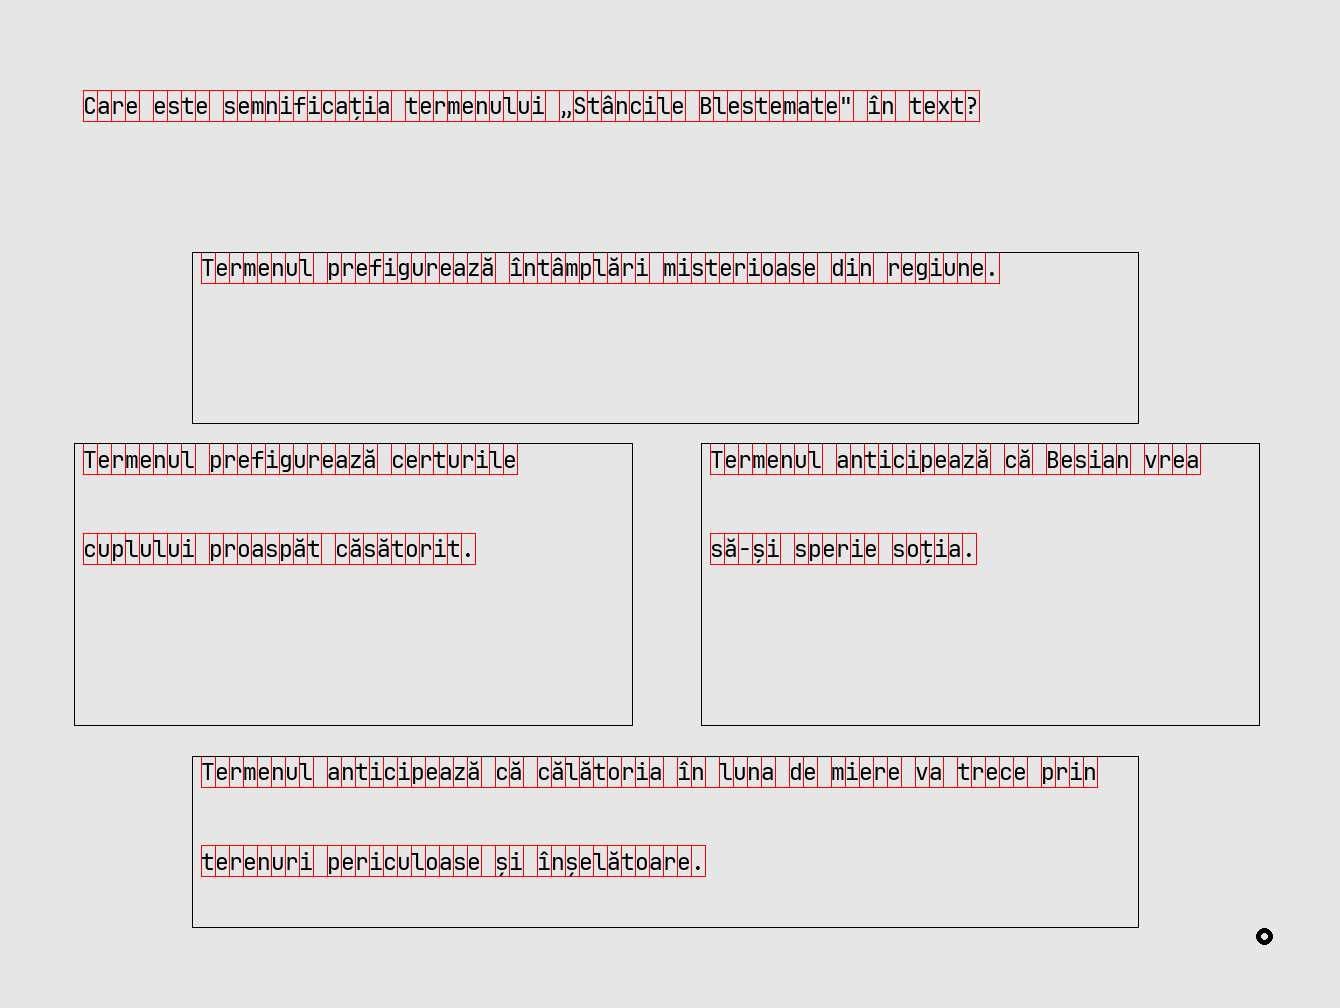 Care este semnificația termenului „Stâncile Blestemate" în text?
Termenul prefigurează întâmplări misterioase din regiune.
Termenul prefigurează certurile
cuplului proaspăt căsătorit.
Termenul anticipează că Besian vrea
să-și sperie soția.
Termenul anticipează că călătoria în luna de miere va trece prin
terenuri periculoase și înșelătoare.